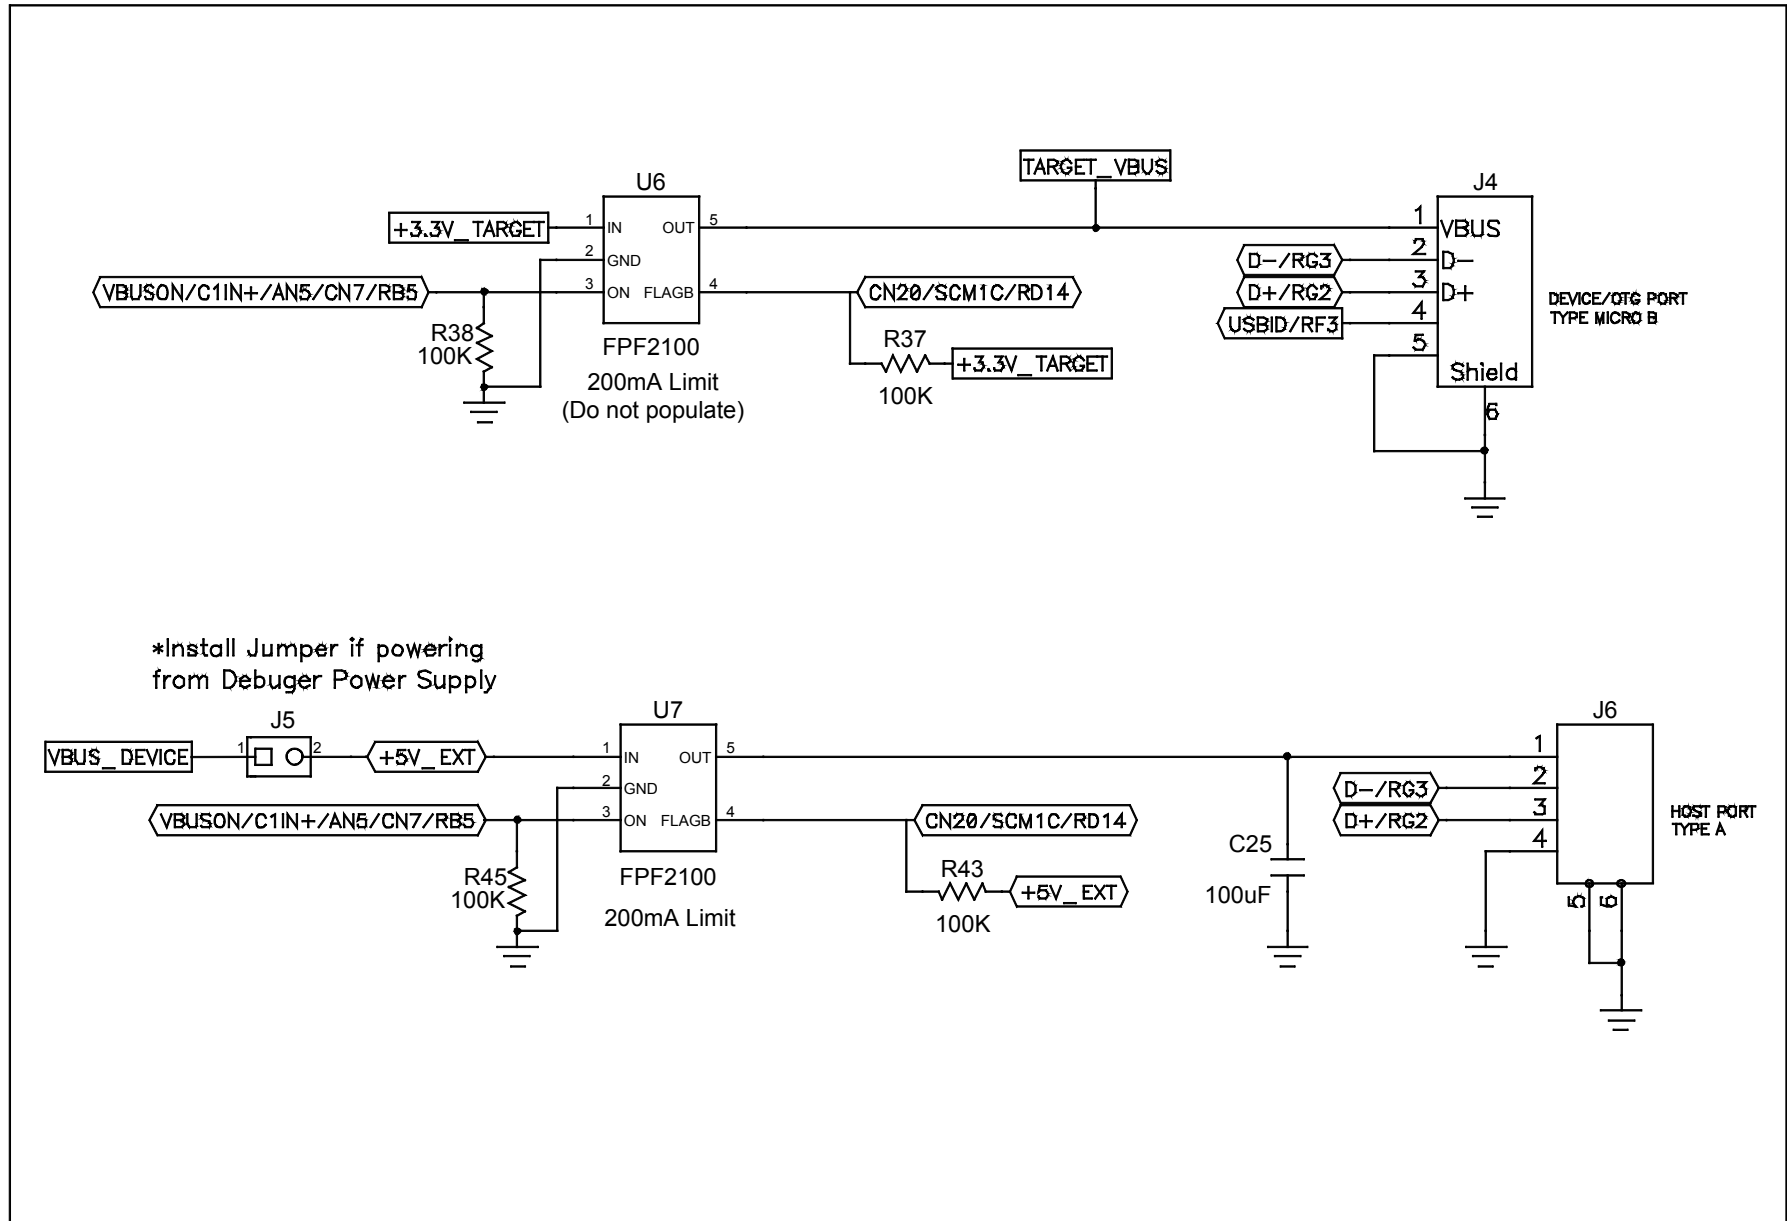 TARGET_VBUS
U6
J4
+3.3V_TARGET
1
IN
OUT
5
1
VBUS
2
GND
D-/RG3
2
D-
VBUSON/C1IN+/AN5/CN7/RB5
3
ON
FLAGB
4
CN20/SCM1C/RD14
D+/RG2
3
D+
DEVICE/OTG PORT
TYPE MICRO B
USBID/RF3
4
R38
100K
FPF2100
R37
5
+3.3V_TARGET
100K
200mA Limit
(Do not populate)
Shield
6
*Install Jumper if powering
from Debuger Power Supply
J5
U7
J6
VBUS_DEVICE
1
2
+5V_EXT
1
IN
OUT
5
1
2
GND
D-/RG3
2
VBUSON/C1IN+/AN5/CN7/RB5
3
ON
FLAGB
4
CN20/SCM1C/RD14
D+/RG2
3
HOST PORT
TYPE A
4
R45
100K
FPF2100
200mA Limit
R43
+5V_EXT
100K
C25
100uF
5
6